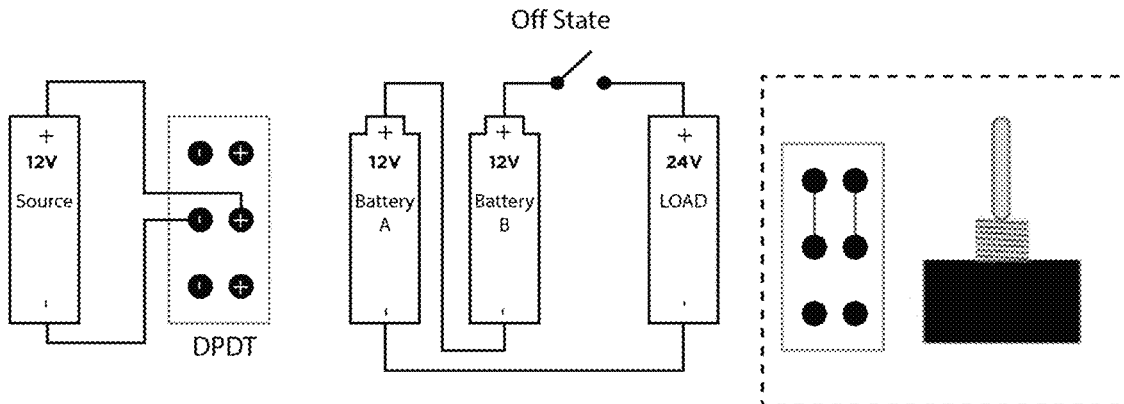 Off State
+ + + +
12V 12V 12V 24V
Source Battery Battery LOAD
A B
- +
- +
- +
- - - -
DPDT